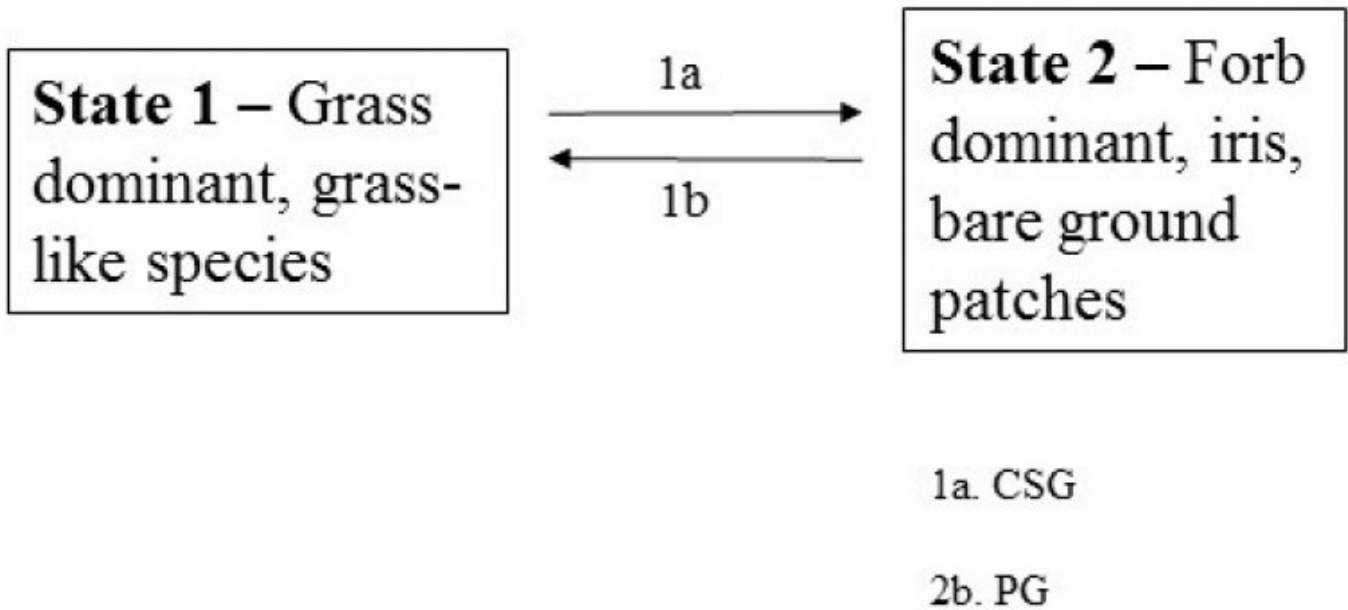 State 1 – Grass
dominant, grass-
like species
1a
1b
State 2 – Forb
dominant, iris,
bare ground
patches
1a. CSG
2b. PG